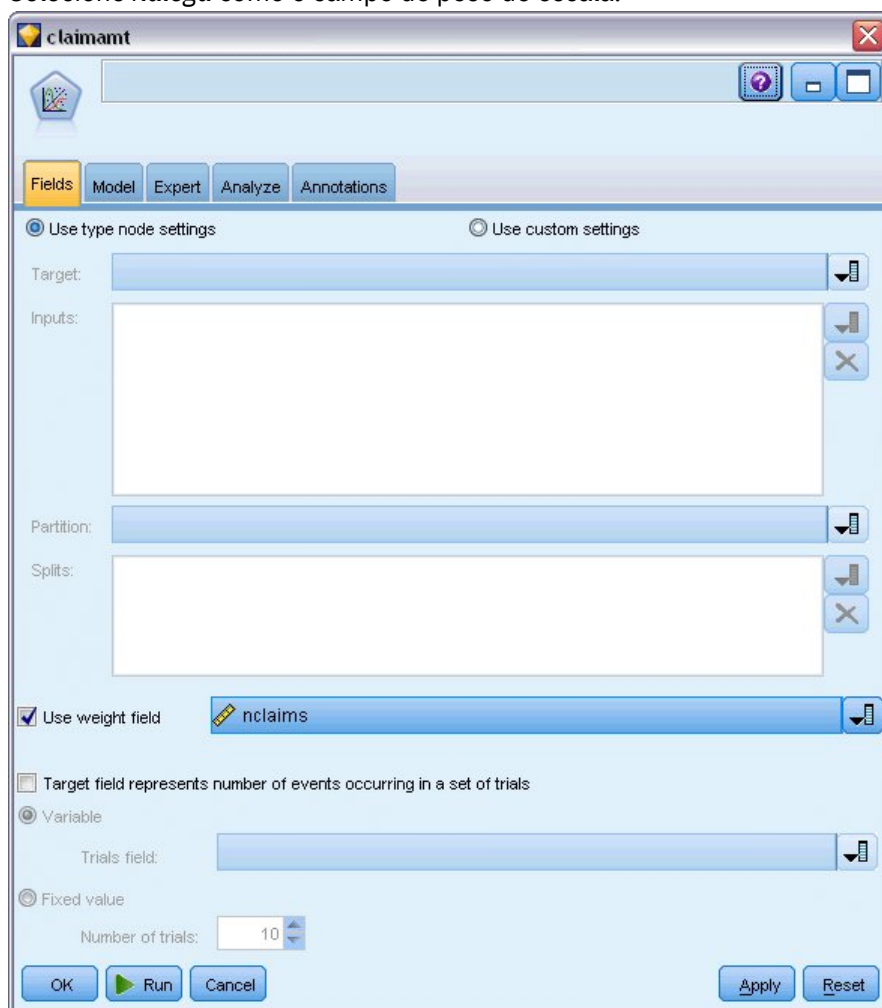 Selecione Nalega como o campo de peso de escala.
claimamt
Fields Model Expert Analyze Annotations
Use type node settings Use custom settings
Target:
Inputs:
Partition:
Splits:
Use weight field nclaims
Target field represents number of events occurring in a set of trials
Variable
Trials field:
Fixed value
Number of trials: 10
OK Run Cancel Apply Reset